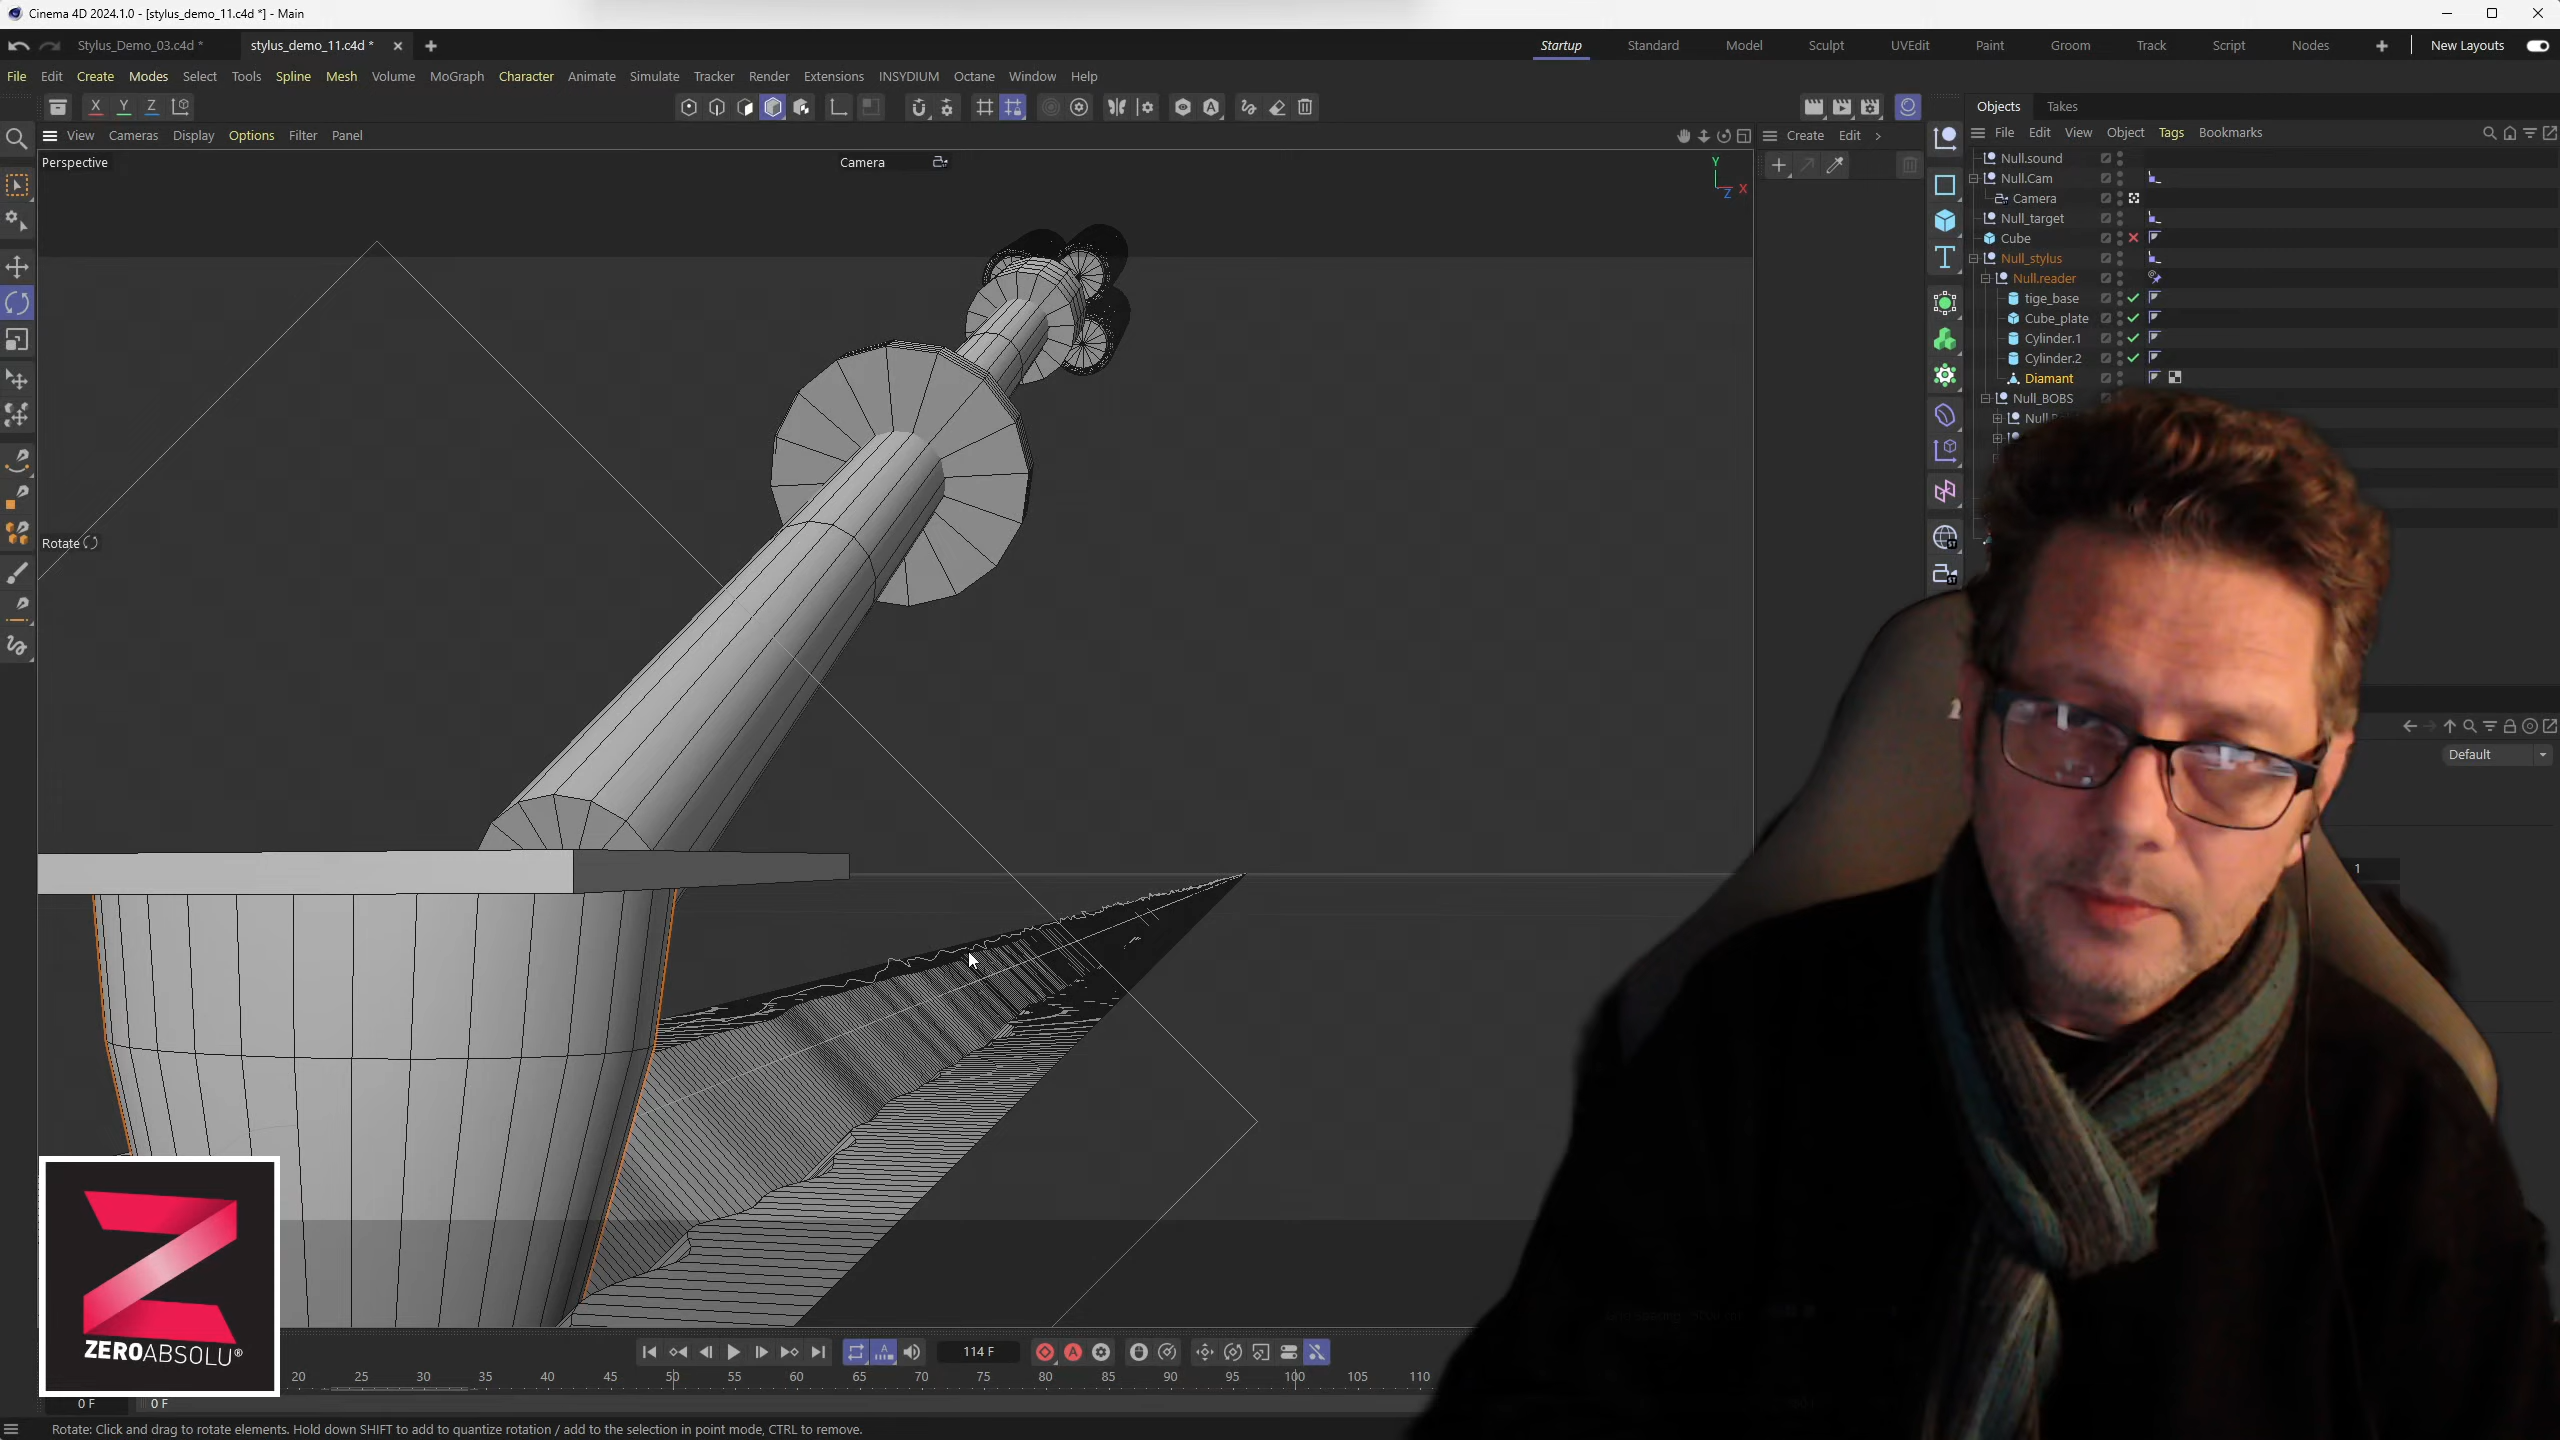 Cinema 4D 2024.1.0 - [stylus_demo_11.c4d *] - Main
Stylus_Demo_03.c4d *
stylus_demo_11.c4d *
Startup
Standard
Model
Sculpt
UVEdit
Paint
Groom
Track
Script
Nodes
New Layouts
File
Edit
Create
Modes
Select
Tools
Spline
Mesh
Volume
MoGraph
Character
Animate
Simulate
Tracker
Render
Extensions
INSYDIUM
Octane
Window
Help
X
Y
Z
Objects
Takes
View
Cameras
Display
Options
Filter
Panel
Create
Edit
File
Edit
View
Object
Tags
Bookmarks
Perspective
Camera
Y
Z
X
Null.sound
Null.Cam
Camera
Null_target
Cube
Null_stylus
Null.reader
tige_base
Cube_plate
Cylinder.1
Cylinder.2
Diamant
Null_BOBS
Rotate
Default
1
ZEROABSOLU®
114 F
20
25
30
35
40
45
50
55
60
65
70
75
80
85
90
95
100
105
110
0 F
0 F
Rotate: Click and drag to rotate elements. Hold down SHIFT to add to quantize rotation / add to the selection in point mode, CTRL to remove.